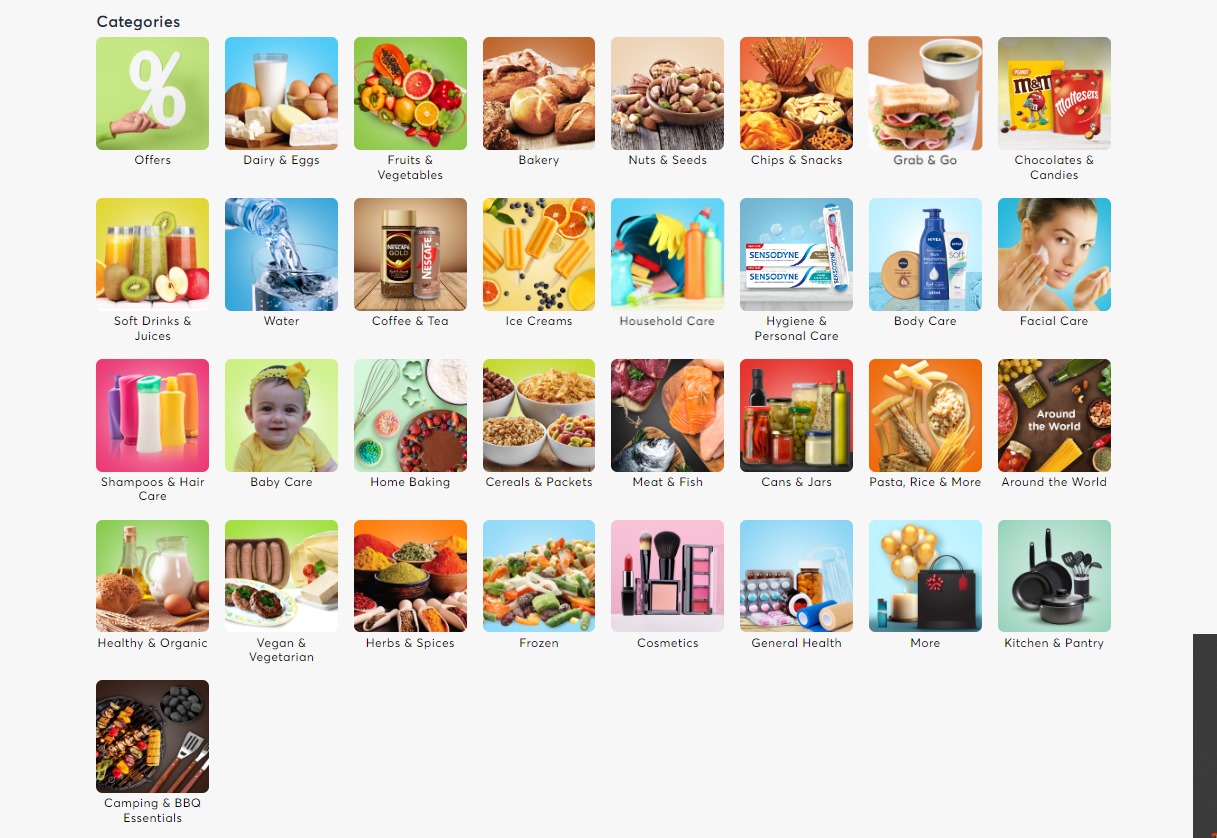 Categories
Offers
Dairy & Eggs
Fruits &
Vegetables
Bakery
Nuts & Seeds
Chips & Snacks
Grab & Go
PEANUT
m&m's
Maltesers
Chocolates &
Candies
Soft Drinks &
Juices
Water
NESCAFÉ
GOLD
NESCAFÉ
Coffee & Tea
Ice Creams
Household Care
SENSODYNE
SENSODYNE
SENSODYNE
Hygiene &
Personal Care
NIVEA
NIVEA
NIVEA
soft
Body Care
Facial Care
Shampoos & Hair
Care
Baby Care
Home Baking
Cereals & Packets
Meat & Fish
Cans & Jars
Pasta, Rice & More
Around
the World
Around the World
Healthy & Organic
Vegan &
Vegetarian
Herbs & Spices
Frozen
Cosmetics
General Health
More
Kitchen & Pantry
Camping & BBQ
Essentials